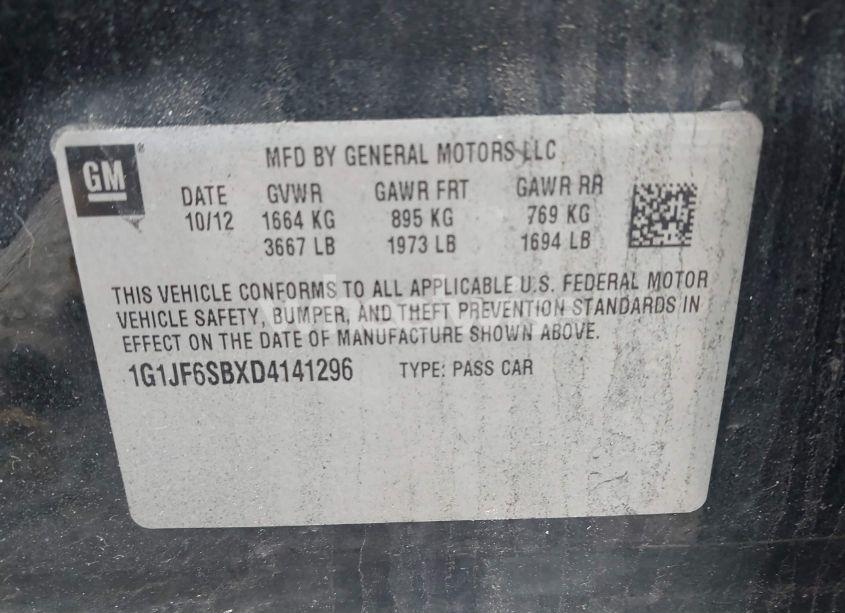 GM
MFD BY GENERAL MOTORS LLC
DATE GVWR GAWR FRT GAWR RR
10/12 1664 KG 895 KG 769 KG
3667 LB 1973 LB 1694 LB
THIS VEHICLE CONFORMS TO ALL APPLICABLE U.S. FEDERAL MOTOR
VEHICLE SAFETY, BUMPER, AND THEFT PREVENTION STANDARDS IN
EFFECT ON THE DATE OF MANUFACTURE SHOWN ABOVE.
1G1JF6SBXD4141296 TYPE: PASS CAR